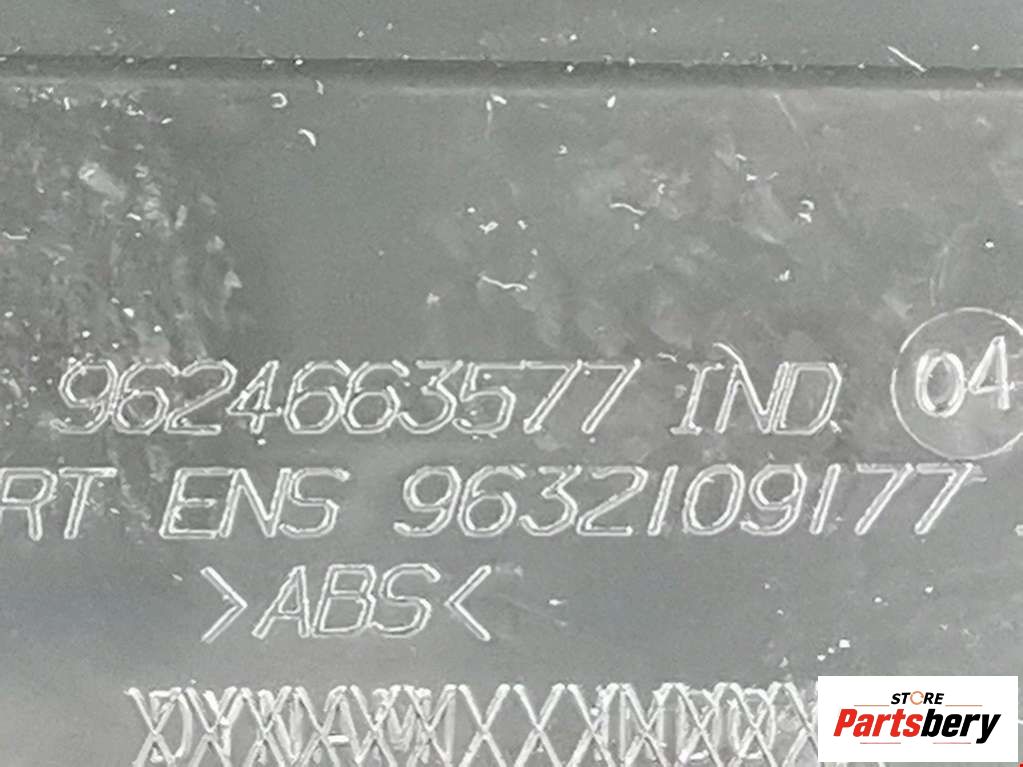 9624663577 IND. 04
RT ENS 9632109177
>ABS<
STORE
Partsbery